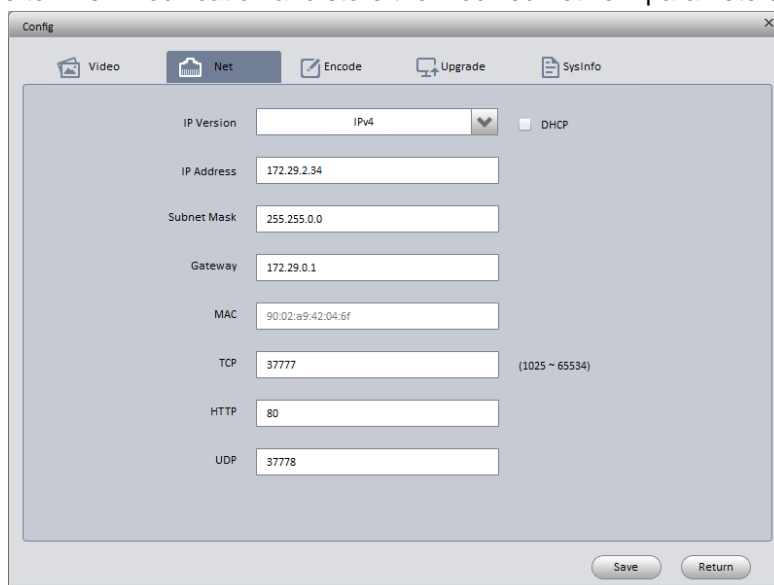 Config ×
Video Net Encode Upgrade SysInfo
IP Version IPv4 DHCP
IP Address 172.29.2.34
Subnet Mask 255.255.0.0
Gateway 172.29.0.1
MAC 90:02:a9:42:04:6f
TCP 37777 (1025 ~ 65534)
HTTP 80
UDP 37778
Save Return